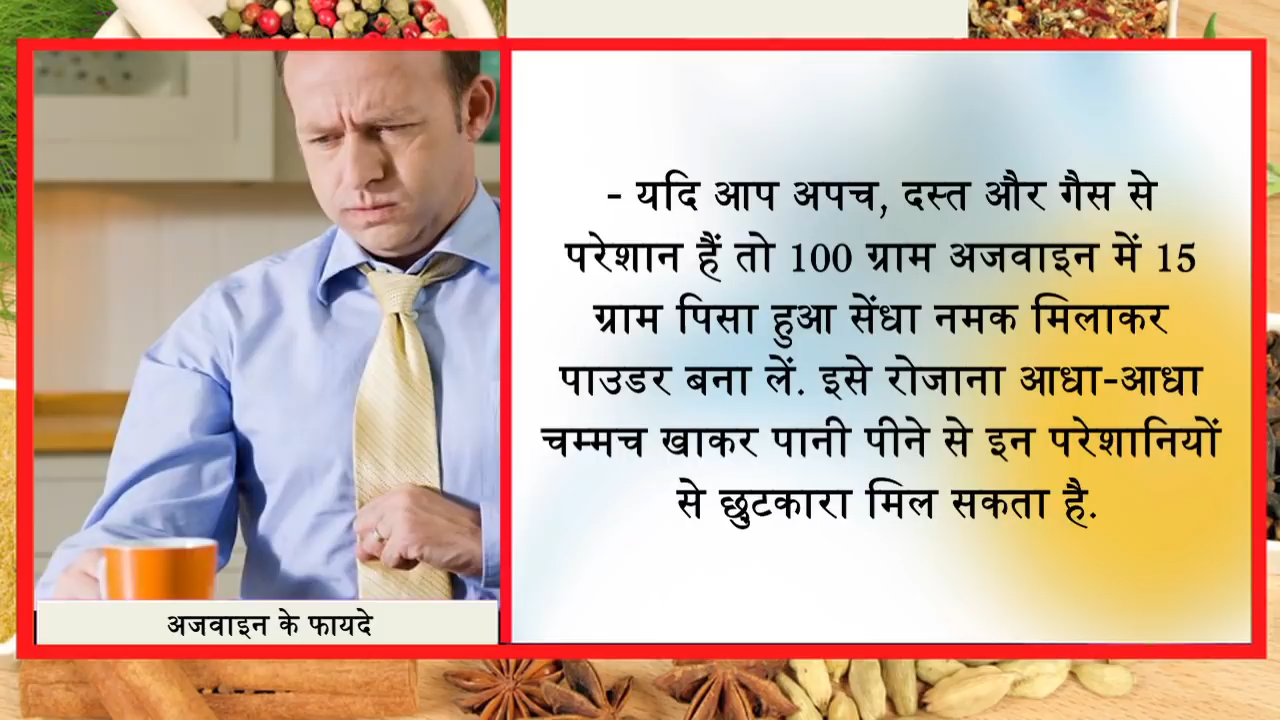 - यदि आप अपच, दस्त और गैस से
परेशान हैं तो 100 ग्राम अजवाइन में 15
ग्राम पिसा हुआ सेंधा नमक मिलाकर
पाउडर बना लें. इसे रोजाना आधा-आधा
चम्मच खाकर पानी पीने से इन परेशानियों
से छुटकारा मिल सकता है.
अजवाइन के फायदे